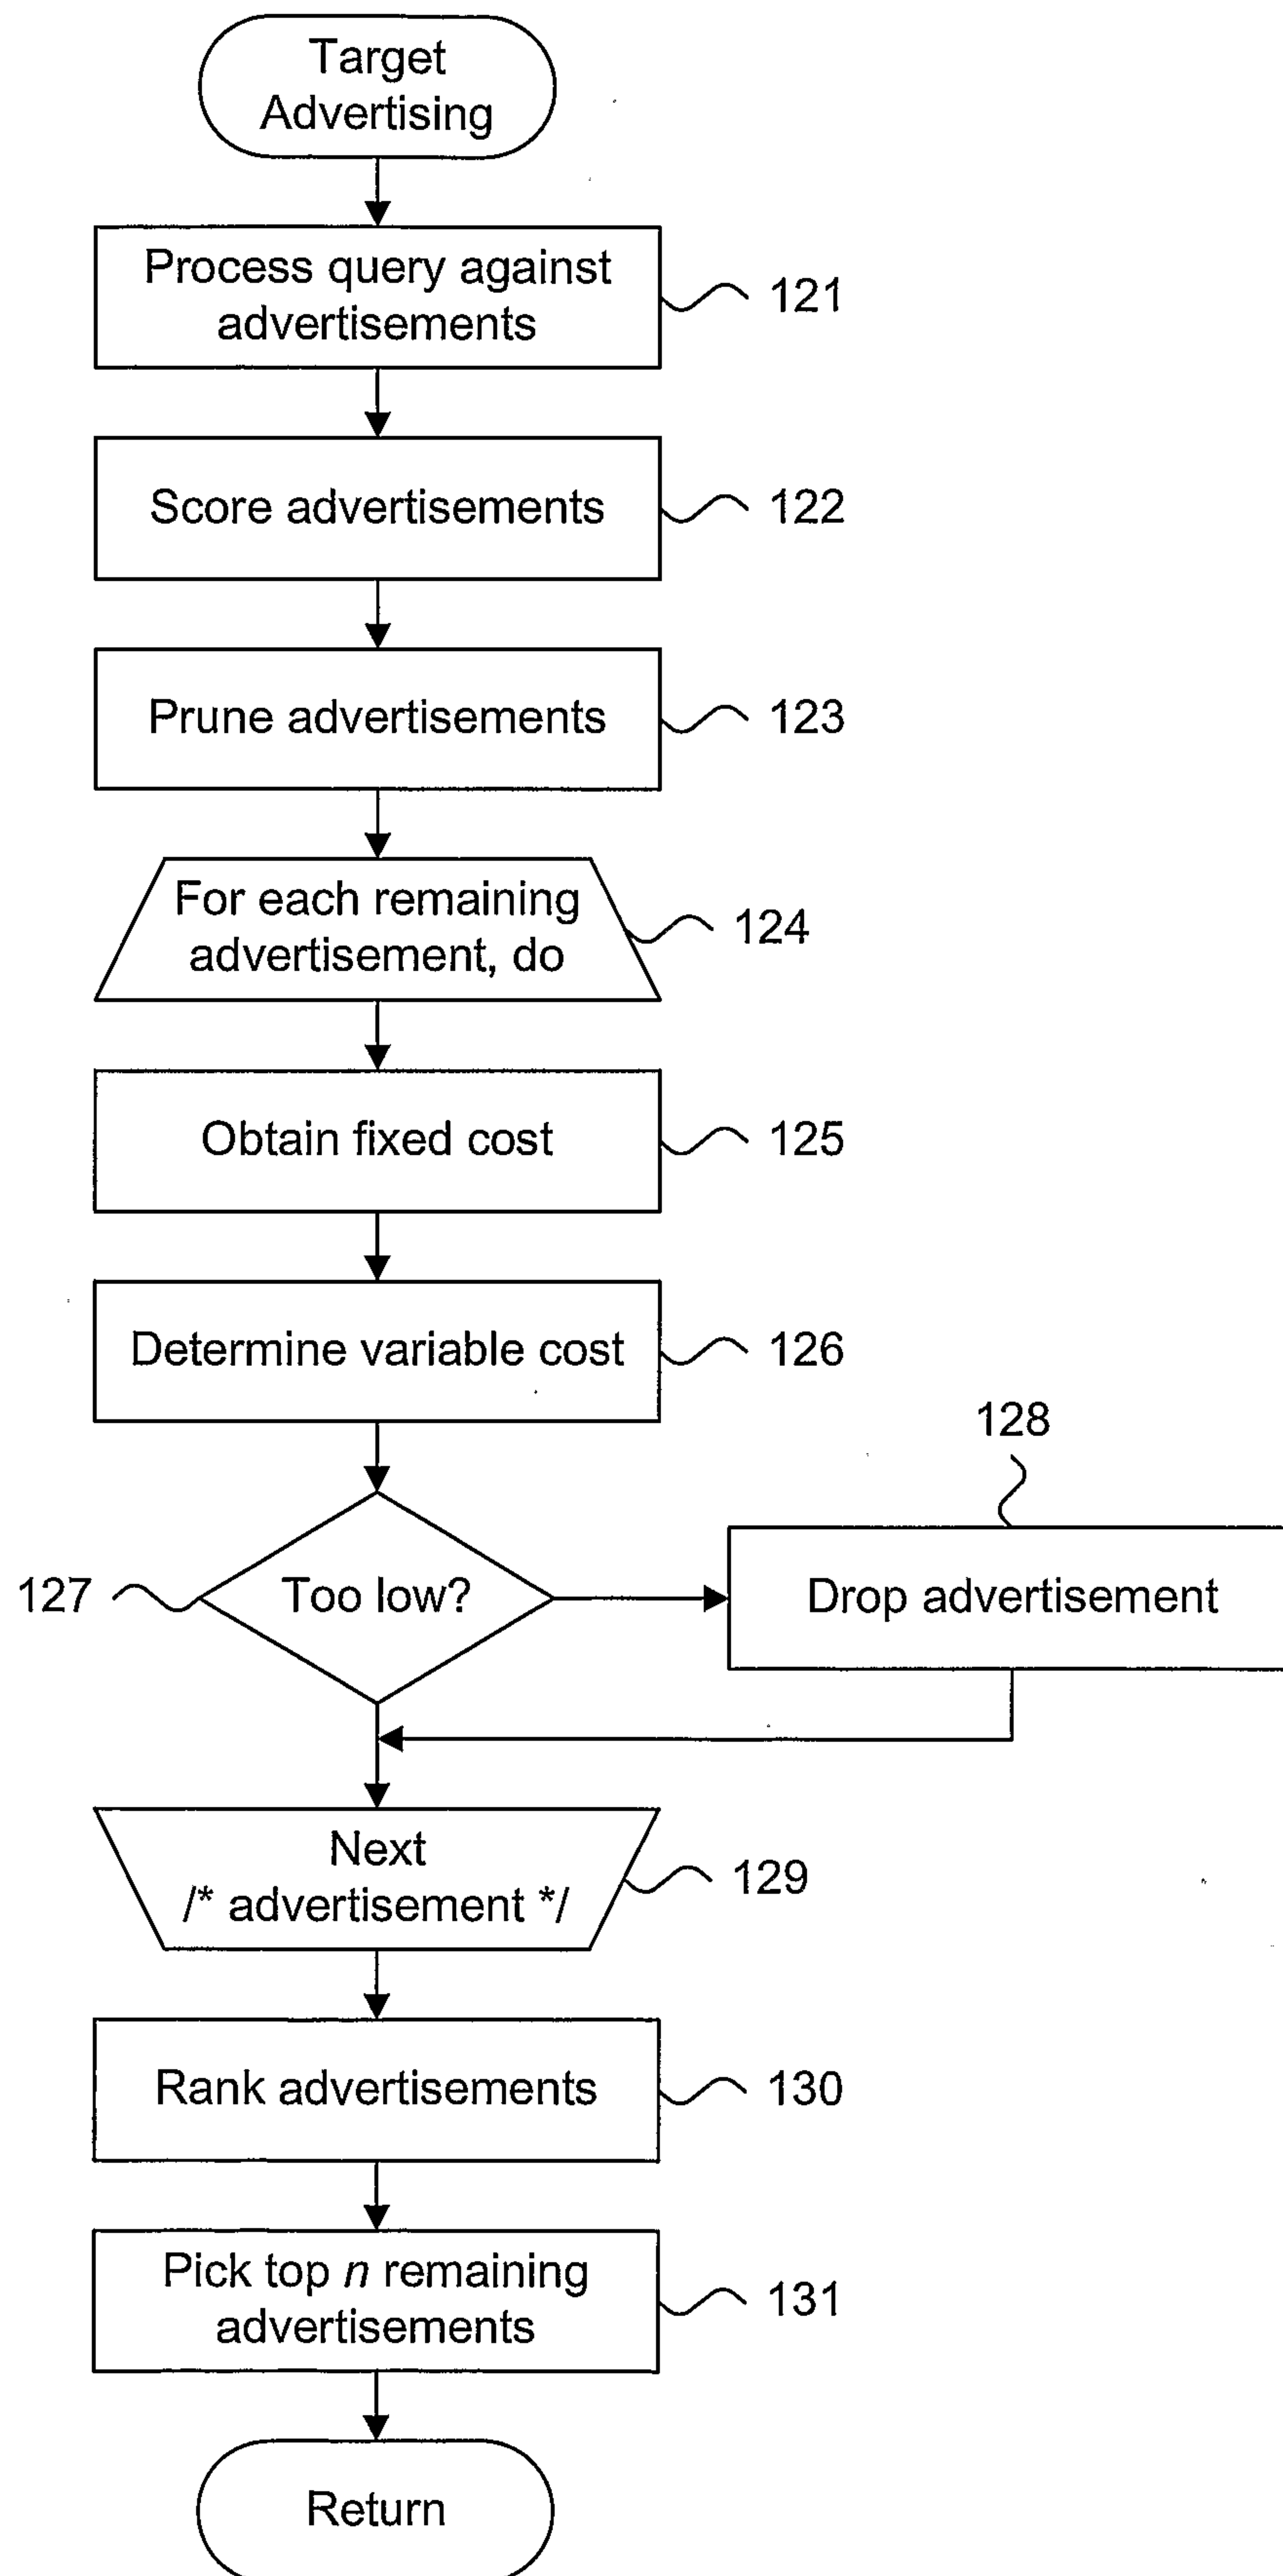 Target
Advertising
Process query against
advertisements
121
Score advertisements
122
Prune advertisements
123
For each remaining
advertisement, do
124
Obtain fixed cost
125
Determine variable cost
126
128
127
Too low?
Drop advertisement
Next
/* advertisement */
129
Rank advertisements
130
Pick top n remaining
advertisements
131
Return